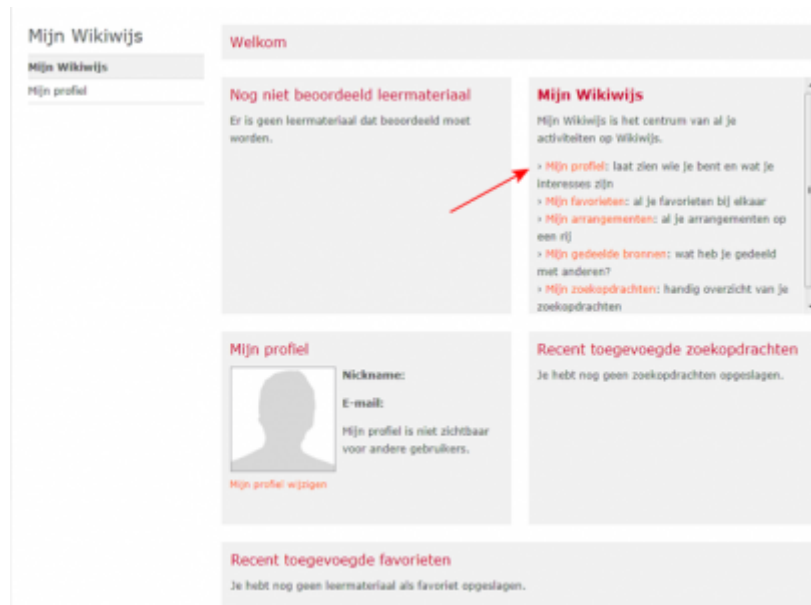 Mijn Wikiwijs
Mijn Wikiwijs
Mijn profiel
Welkom
Nog niet beoordeeld leermateriaal
Er is geen leermateriaal dat beoordeeld moet
worden.
Mijn Wikiwijs
Mijn Wikiwijs is het centrum van al je
activiteiten op Wikiwijs.
› Mijn profiel: laat zien wie je bent en wat je
interesses zijn
› Mijn favorieten: al je favorieten bij elkaar
› Mijn arrangementen: al je arrangementen op
een rij
› Mijn gedeelde bronnen: wat heb je gedeeld
met anderen?
› Mijn zoekopdrachten: handig overzicht van je
zoekopdrachten
Mijn profiel
Nickname:
E-mail:
Mijn profiel is niet zichtbaar
voor andere gebruikers.
Mijn profiel wijzigen
Recent toegevoegde zoekopdrachten
Je hebt nog geen zoekopdrachten opgeslagen.
Recent toegevoegde favorieten
Je hebt nog geen leermateriaal als favoriet opgeslagen.